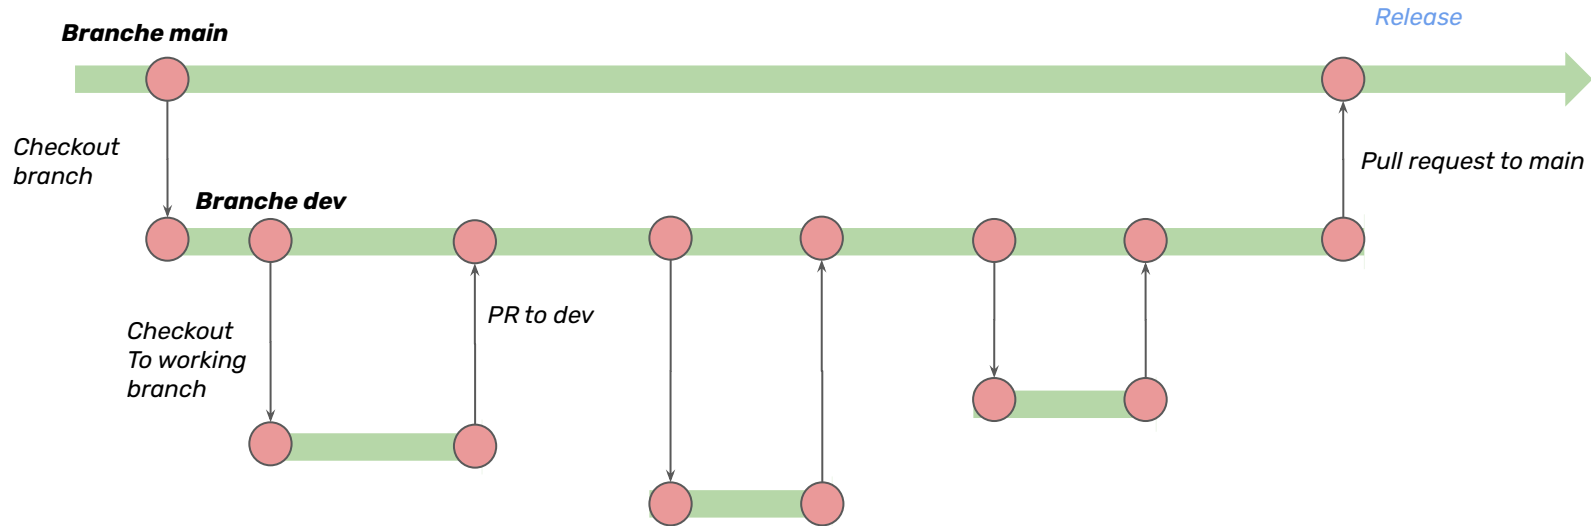 Release
Branche main
Checkout
branch
Pull request to main
Branche dev
PR to dev
Checkout
To working
branch